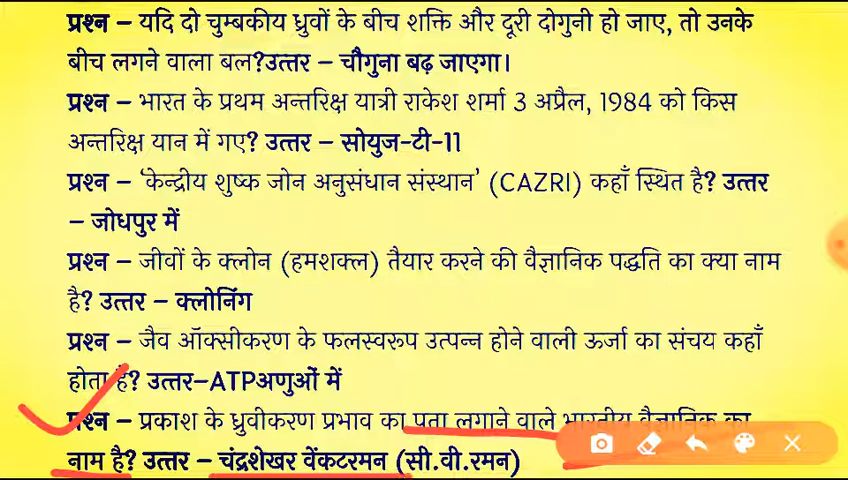 प्रश्न – यदि दो चुम्बकीय ध्रुवों के बीच शक्ति और दूरी दोगुनी हो जाए, तो उनके
बीच लगने वाला बल?उत्तर – चौगुना बढ़ जाएगा।
प्रश्न – भारत के प्रथम अन्तरिक्ष यात्री राकेश शर्मा 3 अप्रैल, 1984 को किस
अन्तरिक्ष यान में गए? उत्तर – सोयुज-टी-11
प्रश्न – 'केन्द्रीय शुष्क जोन अनुसंधान संस्थान' (CAZRI) कहाँ स्थित है? उत्तर
– जोधपुर में
प्रश्न – जीवों के क्लोन (हमशक्ल) तैयार करने की वैज्ञानिक पद्धति का क्या नाम
है? उत्तर – क्लोनिंग
प्रश्न – जैव ऑक्सीकरण के फलस्वरूप उत्पन्न होने वाली ऊर्जा का संचय कहाँ
होता है? उत्तर–ATPअणुओं में
प्रश्न – प्रकाश के ध्रुवीकरण प्रभाव का पता लगाने वाले भारतीय वैज्ञानिक का
नाम है? उत्तर – चंद्रशेखर वेंकटरमन (सी.वी.रमन)